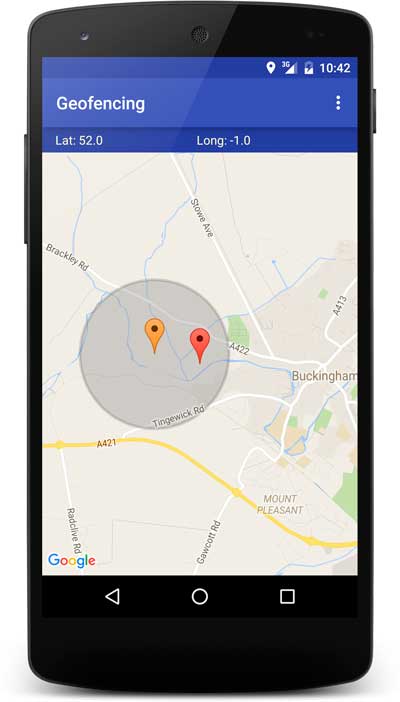 3G
10:42
Geofencing
Lat: 52.0
Long: -1.0
Stowe Ave
Brackley Rd
A413
A422
Buckingham
Tingewick Rd
A421
MOUNT
PLEASANT
Radclive Rd
Gawcott Rd
Google